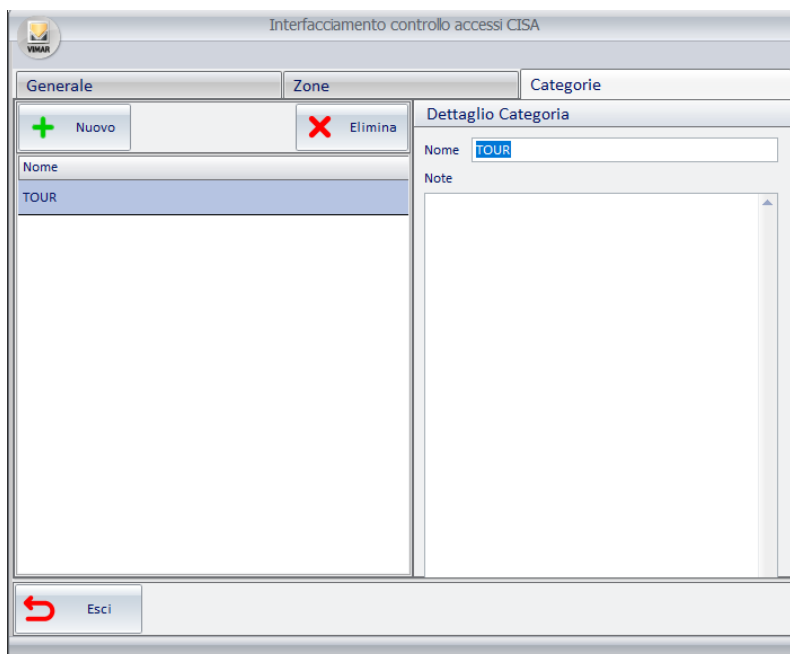 Interfacciamento controllo accessi CISA
VIMAR
Generale
Zone
Categorie
Nuovo
Elimina
Nome
TOUR
Dettaglio Categoria
Nome TOUR
Note
Esci